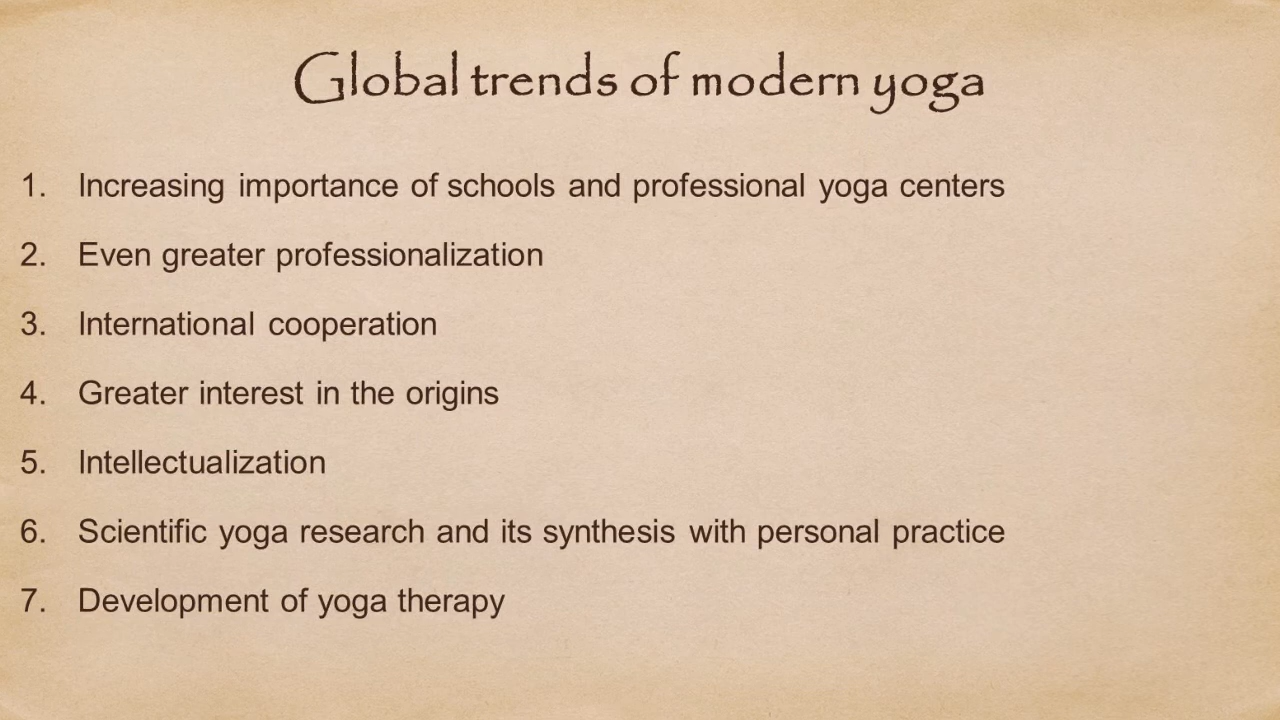 Global trends of modern yoga
1. Increasing importance of schools and professional yoga centers
2. Even greater professionalization
3. International cooperation
4. Greater interest in the origins
5. Intellectualization
6. Scientific yoga research and its synthesis with personal practice
7. Development of yoga therapy